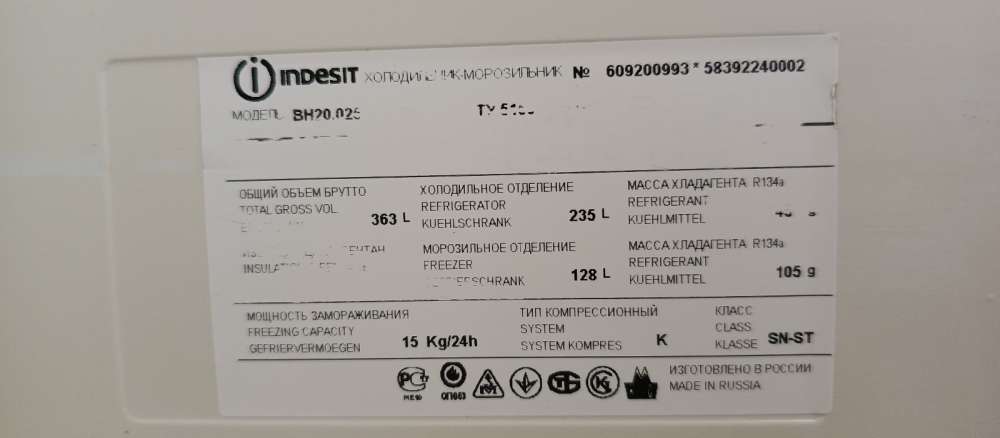 INDESIT ХОЛОДИЛЬНИК-МОРОЗИЛЬНИК № 609200993 * 58392240002
МОДЕЛЬ BH20.025
ОБЩИЙ ОБЪЕМ БРУТТО
TOTAL GROSS VOL.
363 L
ХОЛОДИЛЬНОЕ ОТДЕЛЕНИЕ
REFRIGERATOR
KUEHLSCHRANK
235 L
МАССА ХЛАДАГЕНТА R134a
REFRIGERANT
KUEHLMITTEL
МОРОЗИЛЬНОЕ ОТДЕЛЕНИЕ
FREEZER
128 L
МАССА ХЛАДАГЕНТА R134a
REFRIGERANT
KUEHLMITTEL
105 g
МОЩНОСТЬ ЗАМОРАЖИВАНИЯ
FREEZING CAPACITY
GEFRIERVERMOEGEN
15 Kg/24h
ТИП КОМПРЕССИОННЫЙ
SYSTEM
SYSTEM KOMPRES
K
КЛАСС
CLASS.
KLASSE SN-ST
ИЗГОТОВЛЕНО В РОССИИ
MADE IN RUSSIA